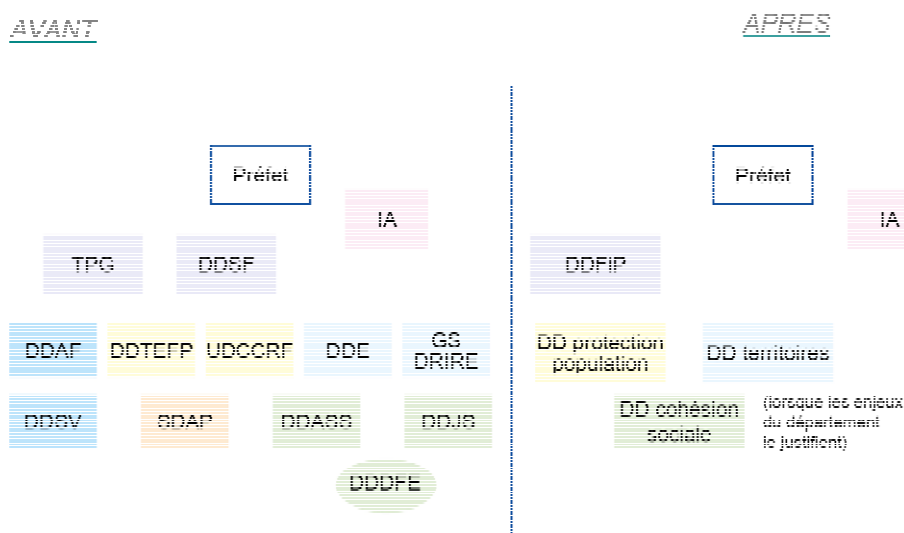 AVANT
APRES
Préfet
IA
TPG
DDSF
DDAF
DDTEFP
UDCCRF
DDE
GS
DRIRE
DDSV
SDAP
DDASS
DDJS
DDDFE
Préfet
IA
DDFIP
DD protection
population
DD territoires
DD cohésion
sociale
(lorsque les enjeux
du département
le justifient)